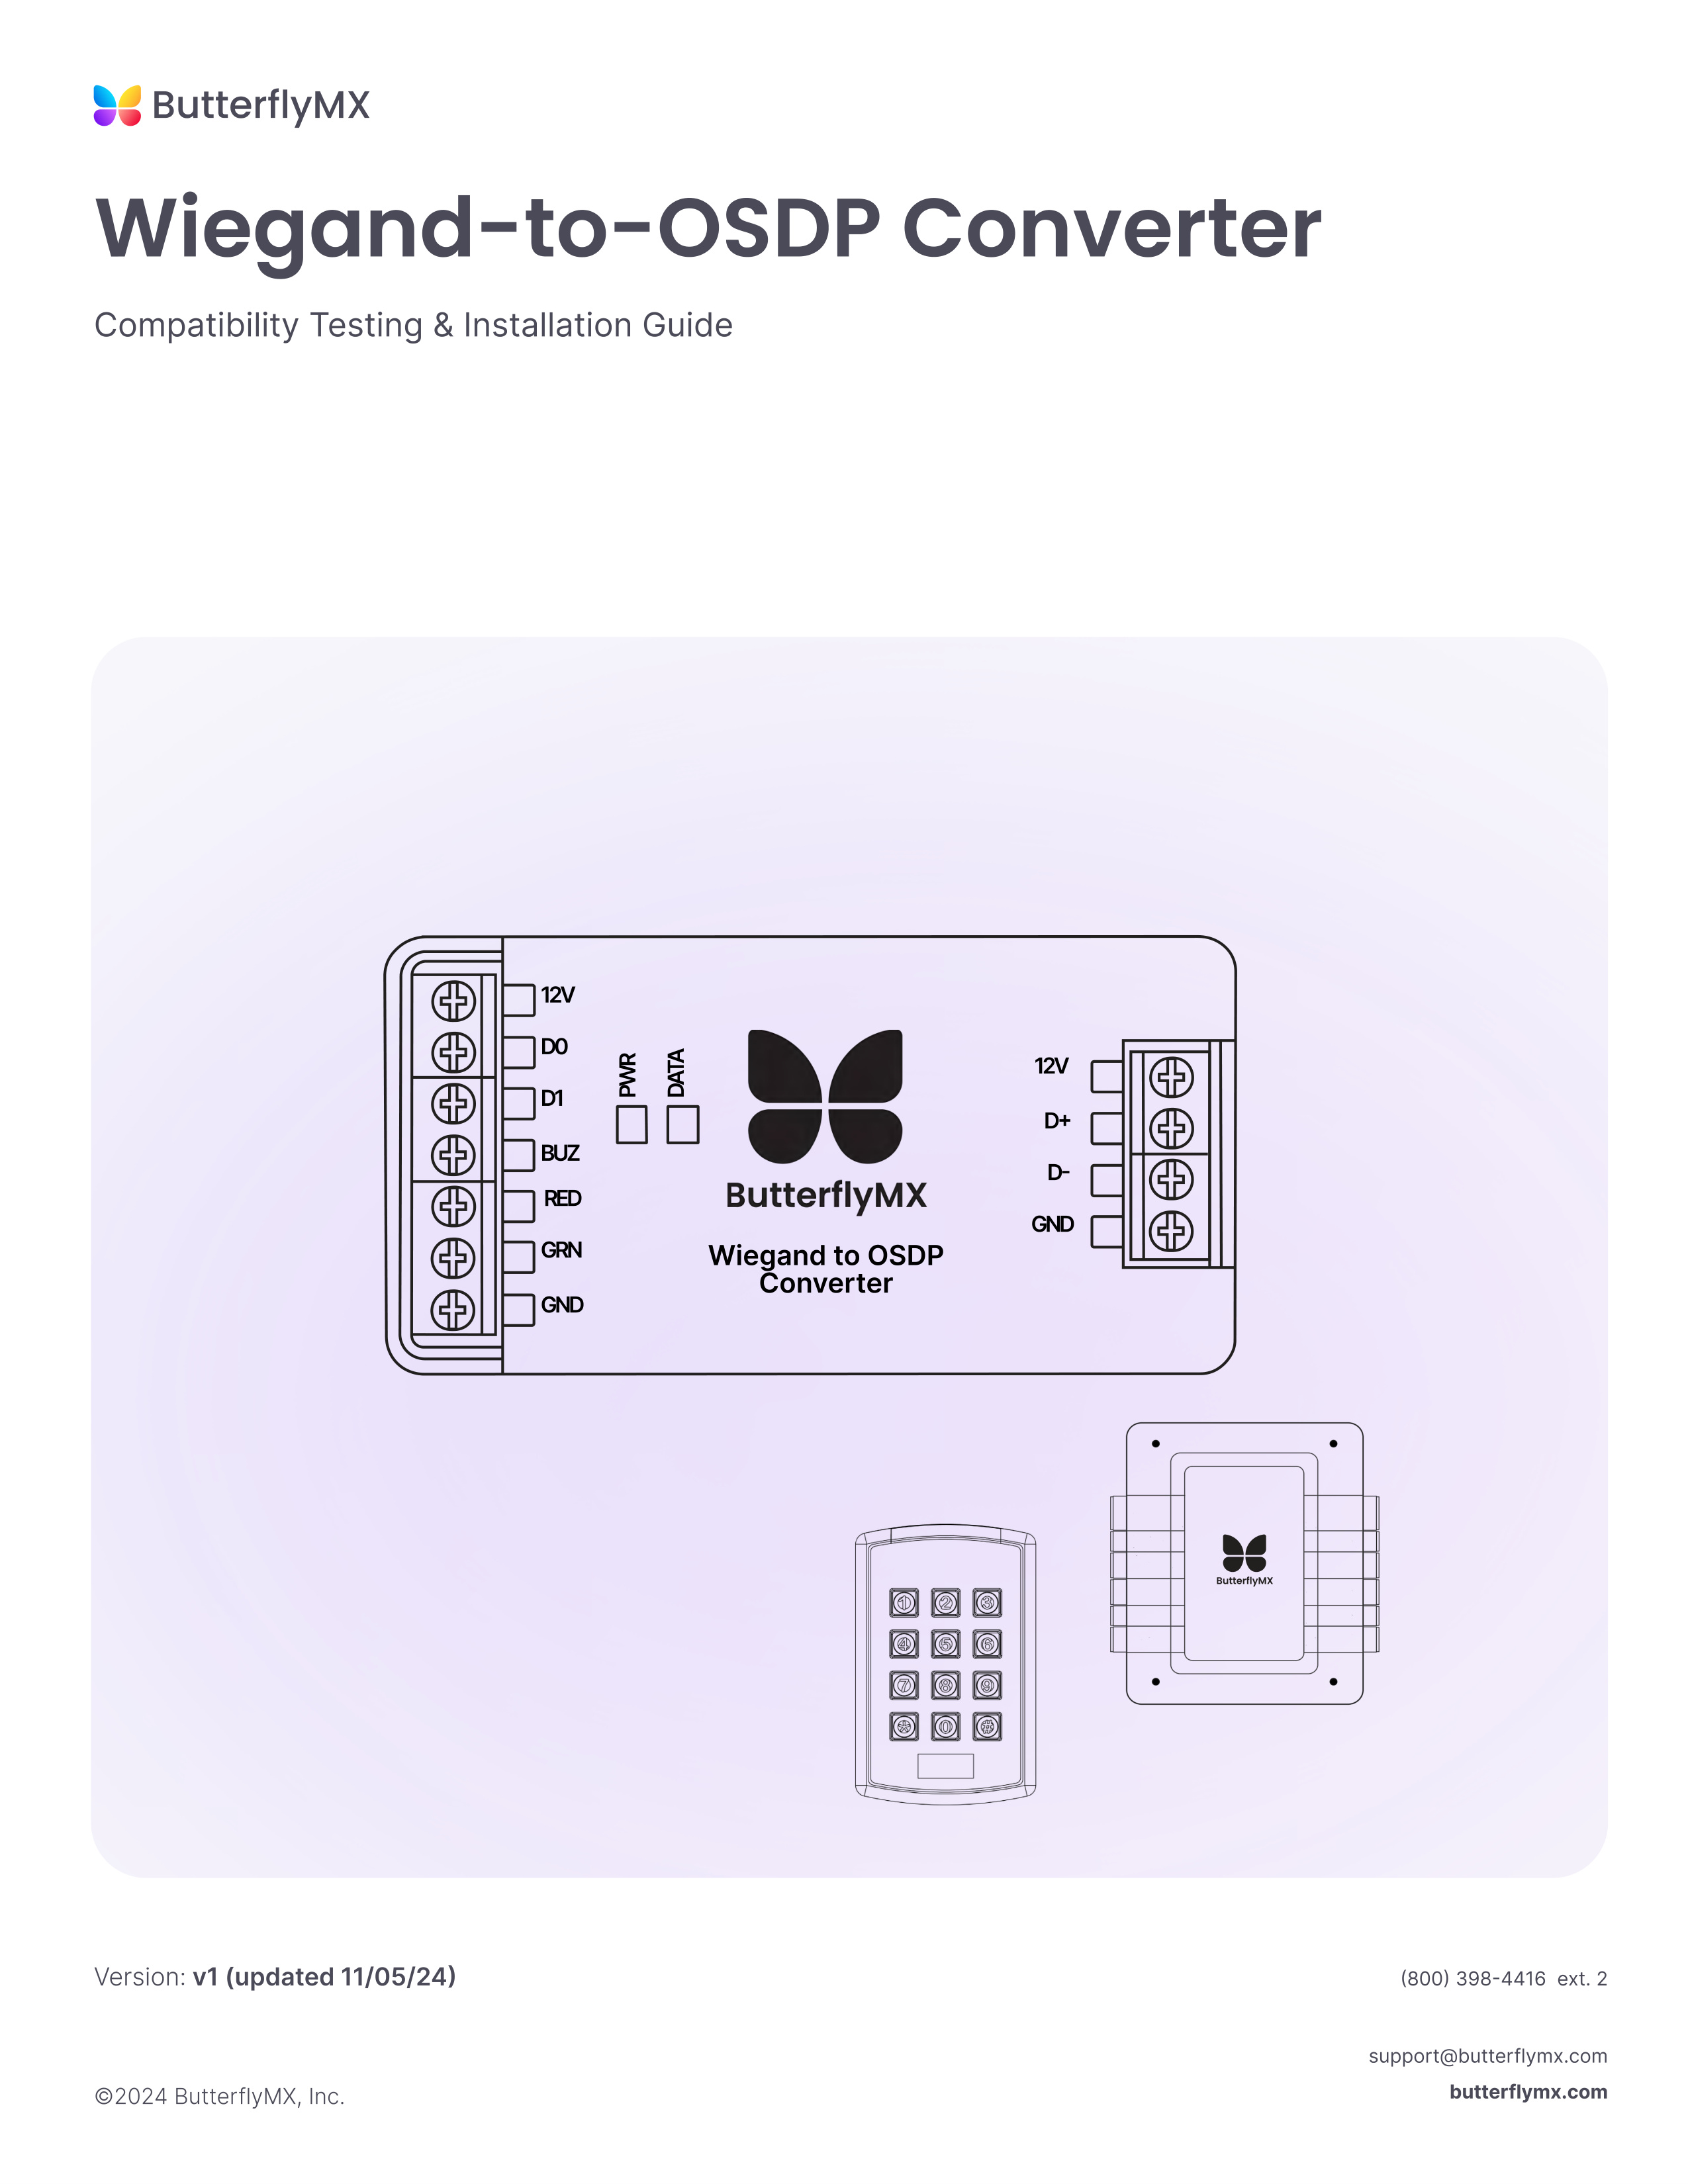 ButterflyMX
Wiegand-to-OSDP Converter
Compatibility Testing & Installation Guide
12V
D0
D1
BUZ
RED
GRN
GND
PWR
DATA
ButterflyMX
Wiegand to OSDP
Converter
12V
D+
D-
GND
ButterflyMX
1 2 3
4 5 6
7 8 9
* 0 #
Version: v1 (updated 11/05/24)
(800) 398-4416 ext. 2
support@butterflymx.com
©2024 ButterflyMX, Inc.
butterflymx.com